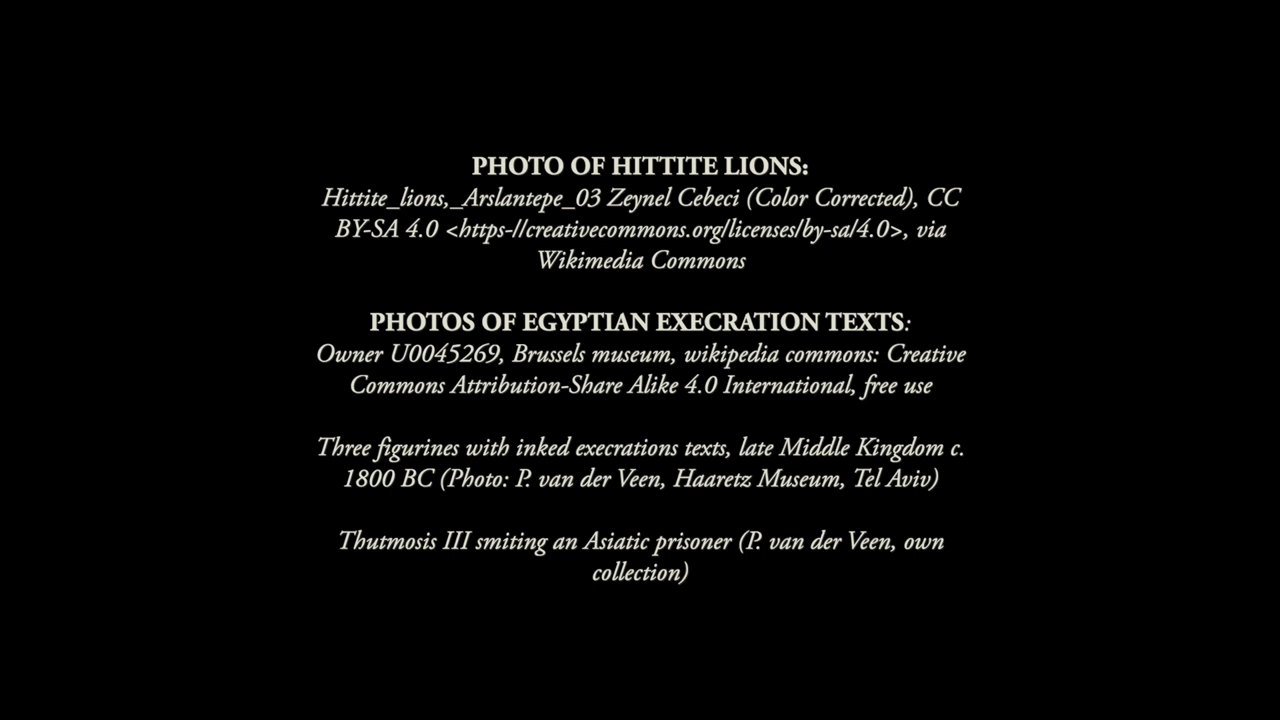 PHOTO OF HITTITE LIONS:
Hittite_lions,_Arslantepe_03 Zeynel Cebeci (Color Corrected), CC
BY-SA 4.0 <https-//creativecommons.org/licenses/by-sa/4.0>, via
Wikimedia Commons
PHOTOS OF EGYPTIAN EXECRATION TEXTS:
Owner U0045269, Brussels museum, wikipedia commons: Creative
Commons Attribution-Share Alike 4.0 International, free use
Three figurines with inked execrations texts, late Middle Kingdom c.
1800 BC (Photo: P. van der Veen, Haaretz Museum, Tel Aviv)
Thutmosis III smiting an Asiatic prisoner (P. van der Veen, own
collection)